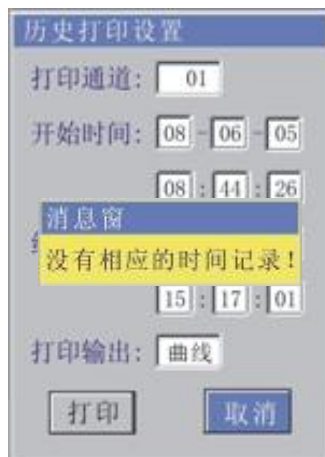 历史打印设置
打印通道: 01
开始时间: 08-06-05
08:44:26
消息窗
没有相应的时间记录!
15:17:01
打印输出: 曲线
打印 取消